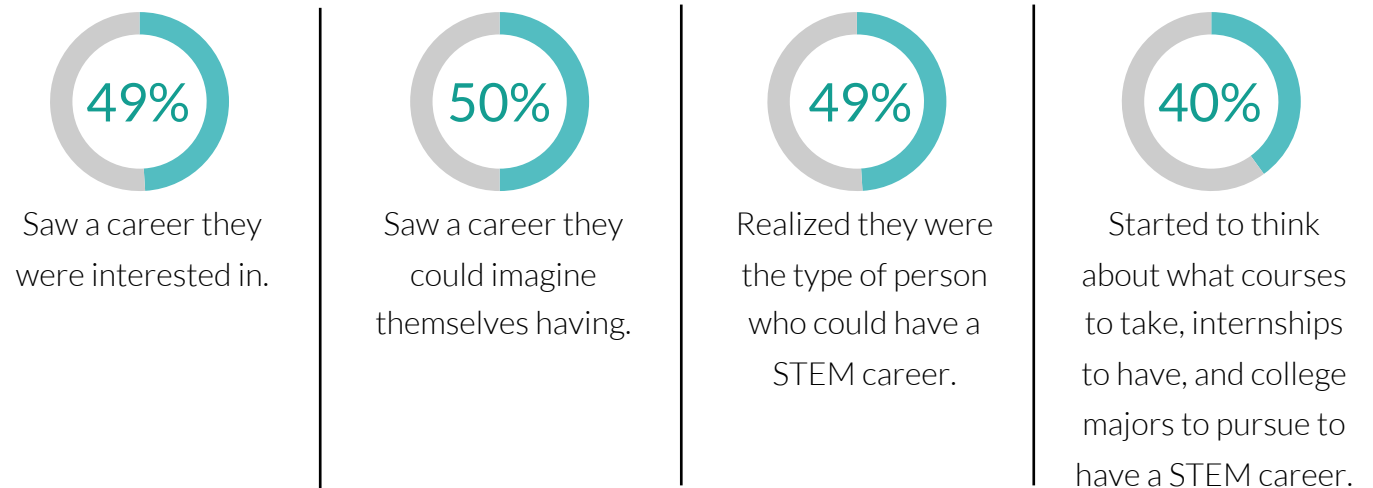 49%
Saw a career they
were interested in.
50%
Saw a career they
could imagine
themselves having.
49%
Realized they were
the type of person
who could have a
STEM career.
40%
Started to think
about what courses
to take, internships
to have, and college
majors to pursue to
have a STEM career.